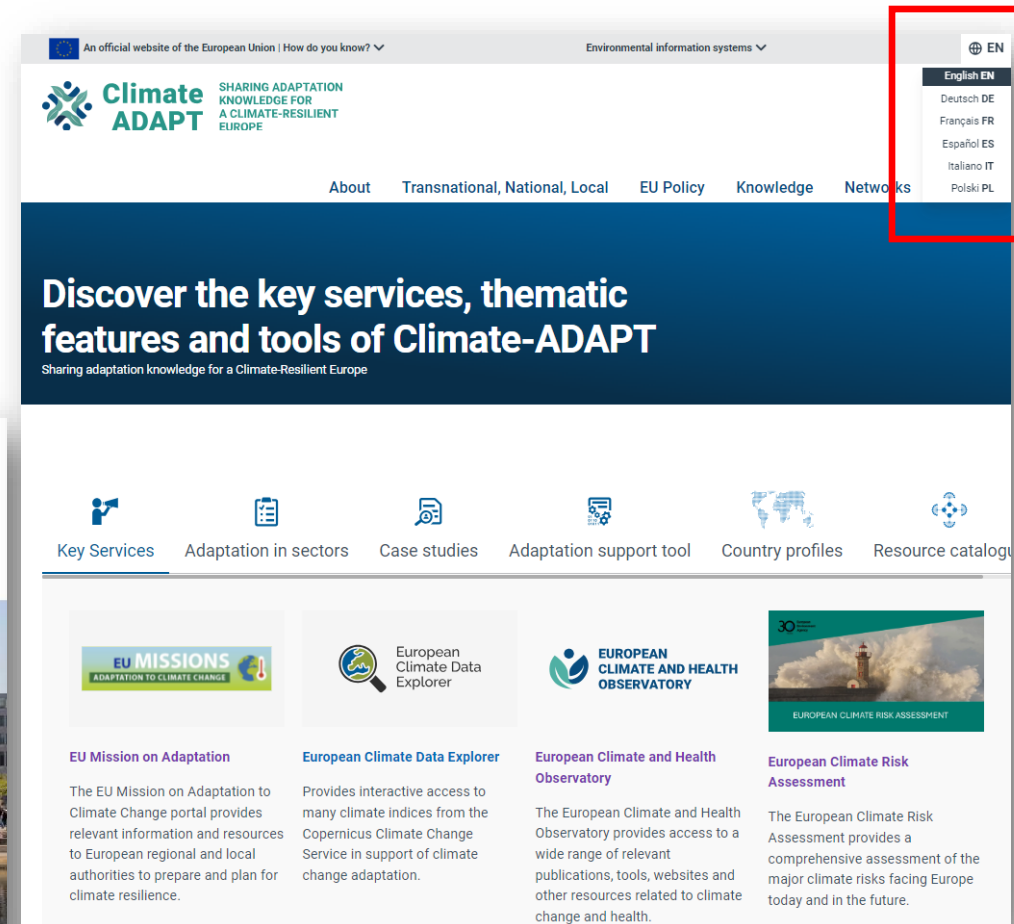 An official website of the European Union | How do you know?
Environmental information systems
EN
English EN
Deutsch DE
Français FR
Español ES
Italiano IT
Polski PL
Climate
ADAPT
SHARING ADAPTATION
KNOWLEDGE FOR
A CLIMATE-RESILIENT
EUROPE
About Transnational, National, Local EU Policy Knowledge Networks
Discover the key services, thematic
features and tools of Climate-ADAPT
Sharing adaptation knowledge for a Climate-Resilient Europe
Key Services Adaptation in sectors Case studies Adaptation support tool Country profiles Resource catalogu
EU MISSIONS
ADAPTATION TO CLIMATE CHANGE
European
Climate Data
Explorer
EUROPEAN
CLIMATE AND HEALTH
OBSERVATORY
30
EUROPEAN CLIMATE RISK ASSESSMENT
EU Mission on Adaptation
The EU Mission on Adaptation to
Climate Change portal provides
relevant information and resources
to European regional and local
authorities to prepare and plan for
climate resilience.
European Climate Data Explorer
Provides interactive access to
many climate indices from the
Copernicus Climate Change
Service in support of climate
change adaptation.
European Climate and Health
Observatory
The European Climate and Health
Observatory provides access to a
wide range of relevant
publications, tools, websites and
other resources related to climate
change and health.
European Climate Risk
Assessment
The European Climate Risk
Assessment provides a
comprehensive assessment of the
major climate risks facing Europe
today and in the future.